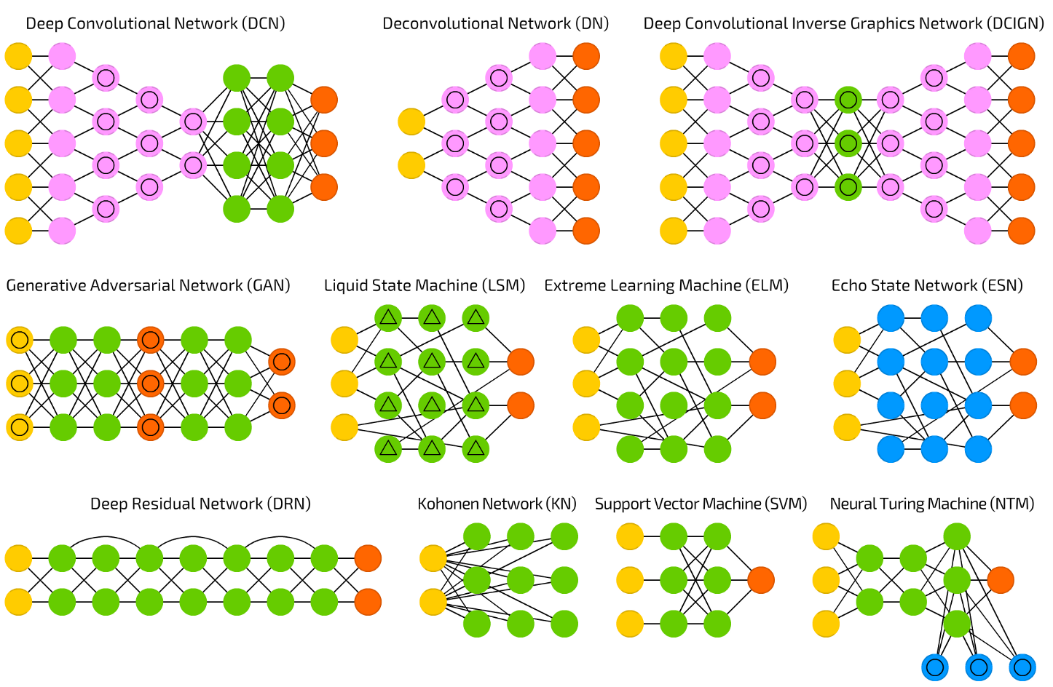 Deep Convolutional Network (DCN)
Deconvolutional Network (DN)
Deep Convolutional Inverse Graphics Network (DCIGN)
Generative Adversarial Network (GAN)
Liquid State Machine (LSM)
Extreme Learning Machine (ELM)
Echo State Network (ESN)
Deep Residual Network (DRN)
Kohonen Network (KN)
Support Vector Machine (SVM)
Neural Turing Machine (NTM)